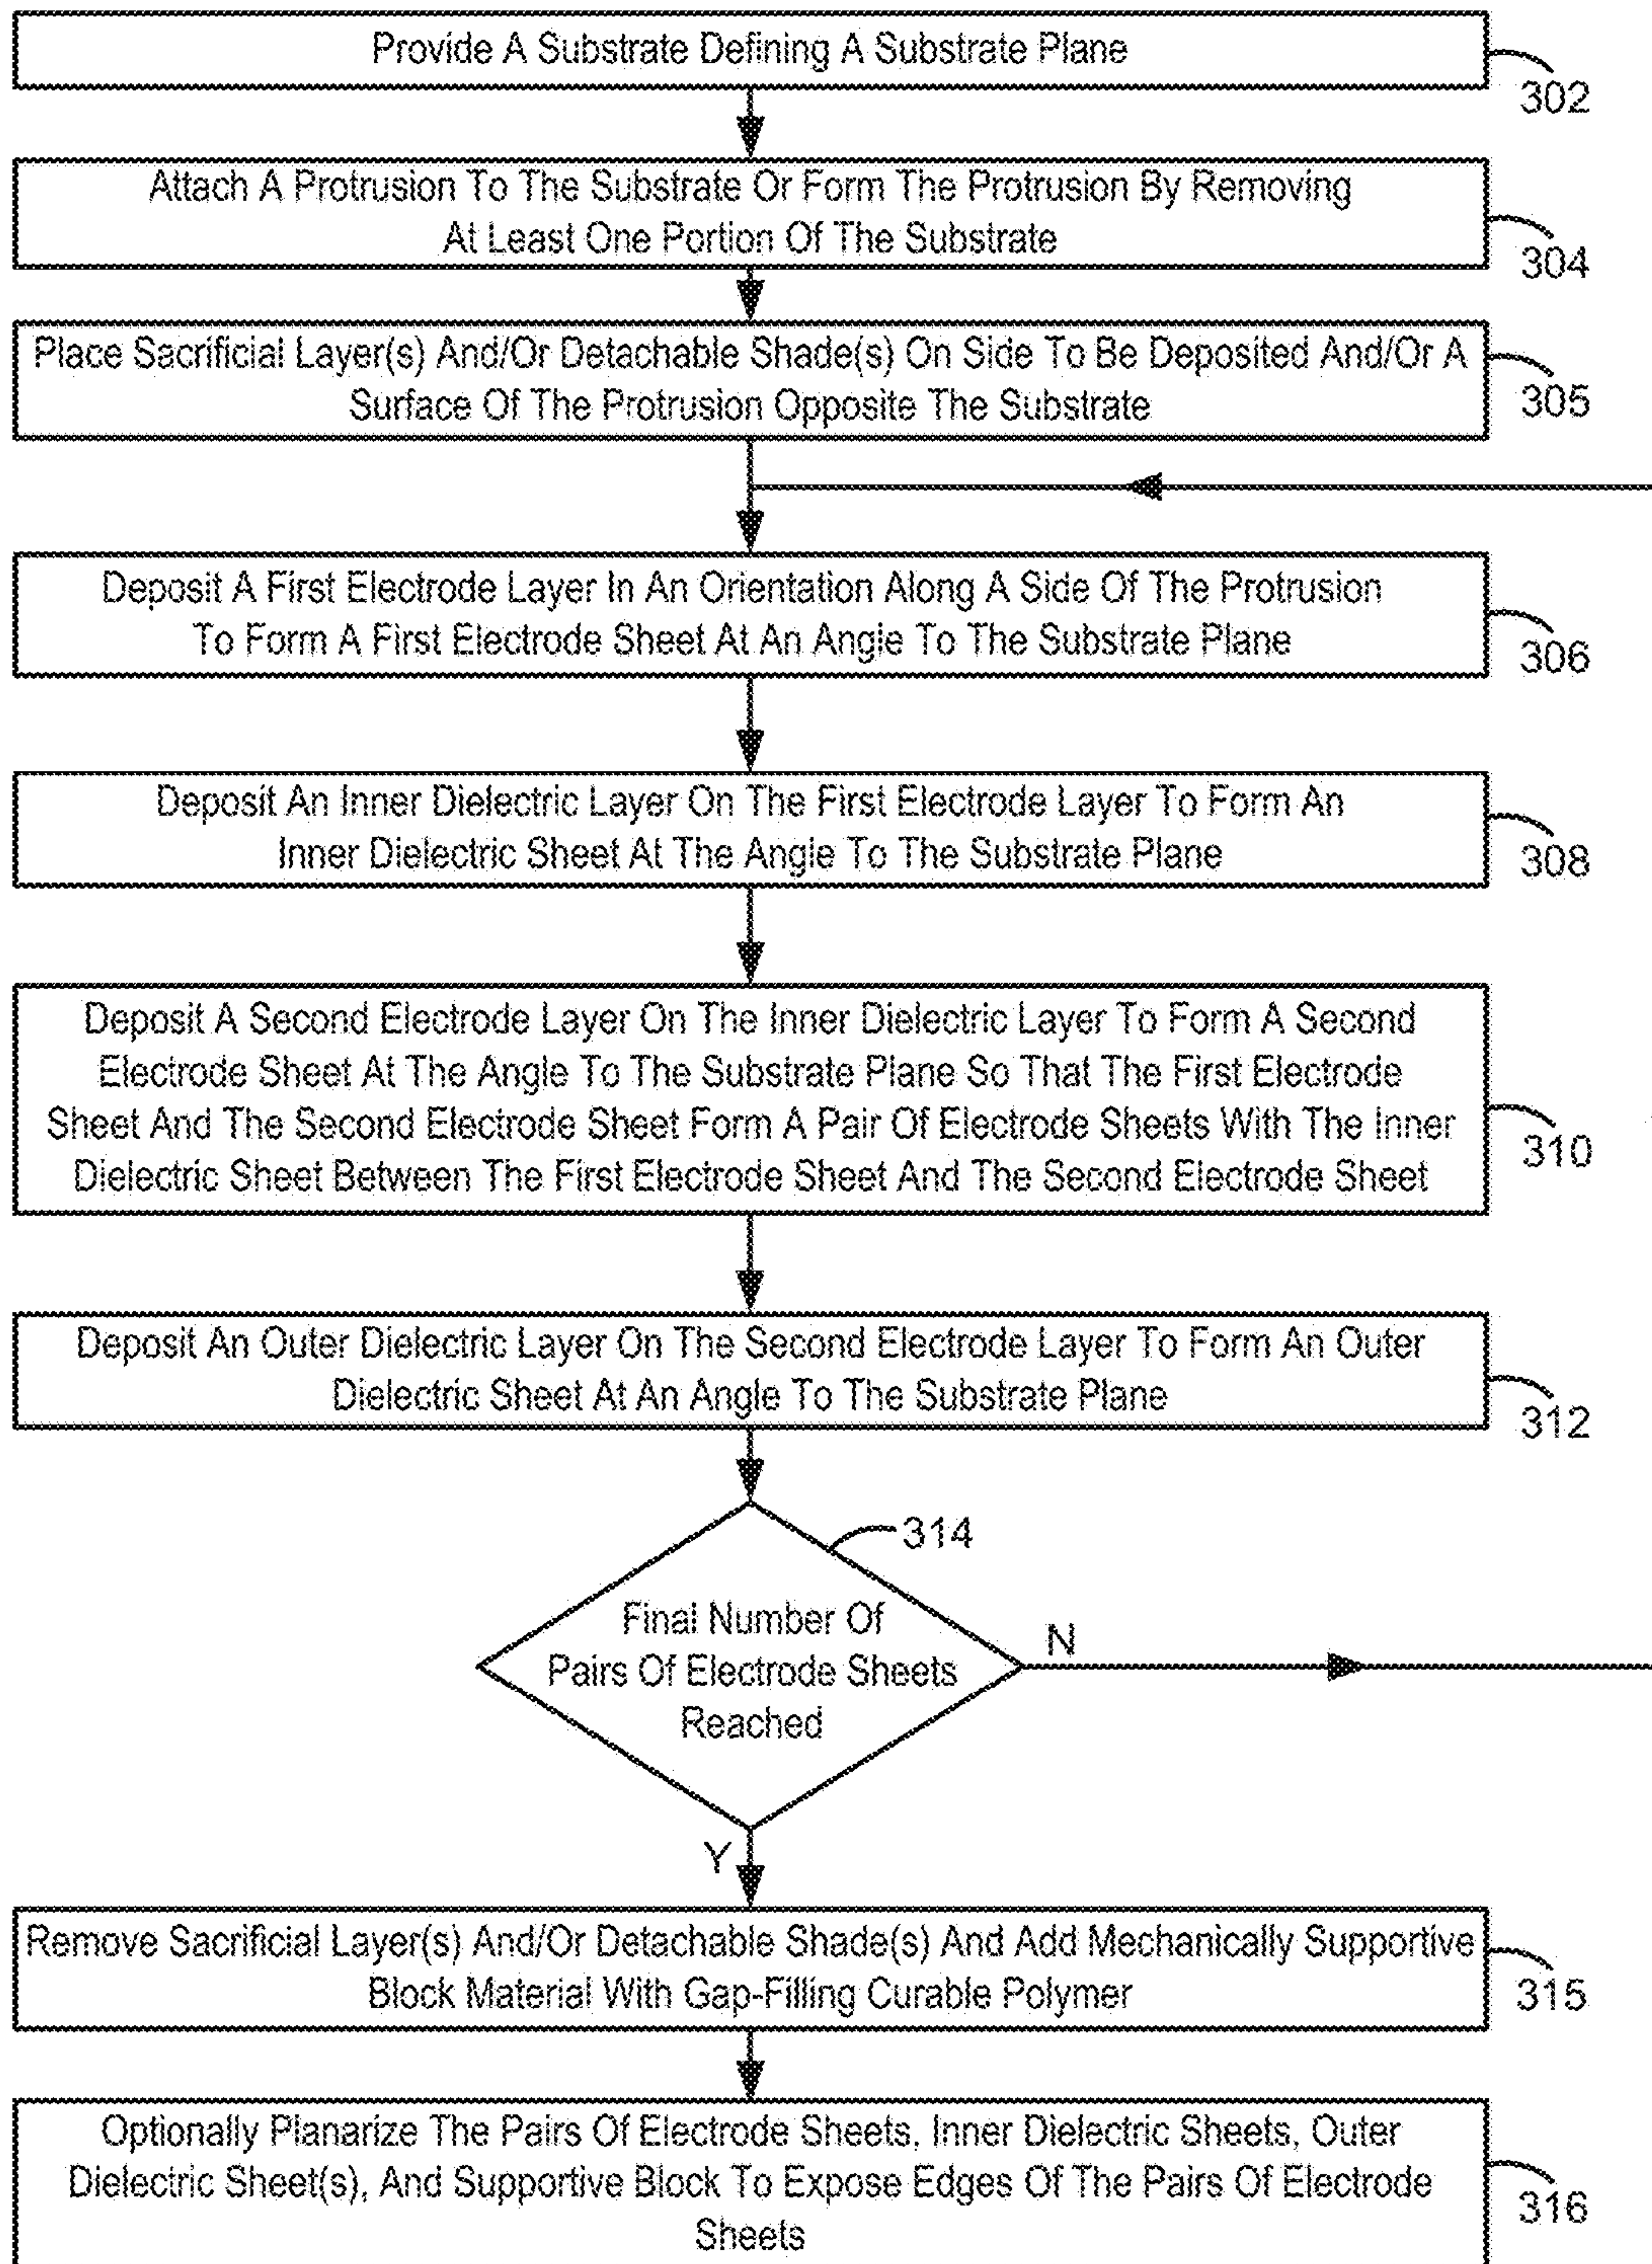 Provide A Substrate Defining A Substrate Plane
302
Attach A Protrusion To The Substrate Or Form The Protrusion By Removing
At Least One Portion Of The Substrate
304
Place Sacrificial Layer(s) And/Or Detachable Shade(s) On Side To Be Deposited And/Or A
Surface Of The Protrusion Opposite The Substrate
305
Deposit A First Electrode Layer In An Orientation Along A Side Of The Protrusion
To Form A First Electrode Sheet At An Angle To The Substrate Plane
306
Deposit An Inner Dielectric Layer On The First Electrode Layer To Form An
Inner Dielectric Sheet At The Angle To The Substrate Plane
308
Deposit A Second Electrode Layer On The Inner Dielectric Layer To Form A Second
Electrode Sheet At The Angle To The Substrate Plane So That The First Electrode
Sheet And The Second Electrode Sheet Form A Pair Of Electrode Sheets With The Inner
Dielectric Sheet Between The First Electrode Sheet And The Second Electrode Sheet
310
Deposit An Outer Dielectric Layer On The Second Electrode Layer To Form An Outer
Dielectric Sheet At An Angle To The Substrate Plane
312
314
Final Number Of
Pairs Of Electrode Sheets
Reached
N
Y
Remove Sacrificial Layer(s) And/Or Detachable Shade(s) And Add Mechanically Supportive
Block Material With Gap-Filling Curable Polymer
315
Optionally Planarize The Pairs Of Electrode Sheets, Inner Dielectric Sheets, Outer
Dielectric Sheet(s), And Supportive Block To Expose Edges Of The Pairs Of Electrode
Sheets
316